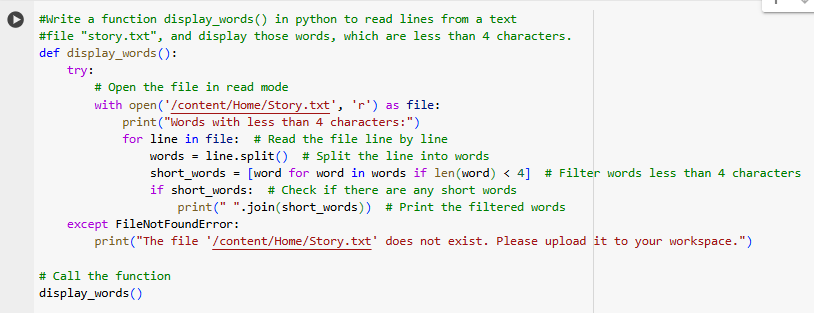 #Write a function display_words() in python to read lines from a text
#file "story.txt", and display those words, which are less than 4 characters.
def display_words():
    try:
        # Open the file in read mode
        with open('/content/Home/Story.txt', 'r') as file:
            print("Words with less than 4 characters:")
            for line in file:  # Read the file line by line
                words = line.split()  # Split the line into words
                short_words = [word for word in words if len(word) < 4]  # Filter words less than 4 characters
                if short_words:  # Check if there are any short words
                    print(" ".join(short_words))  # Print the filtered words
    except FileNotFoundError:
        print("The file '/content/Home/Story.txt' does not exist. Please upload it to your workspace.")
# Call the function
display_words()